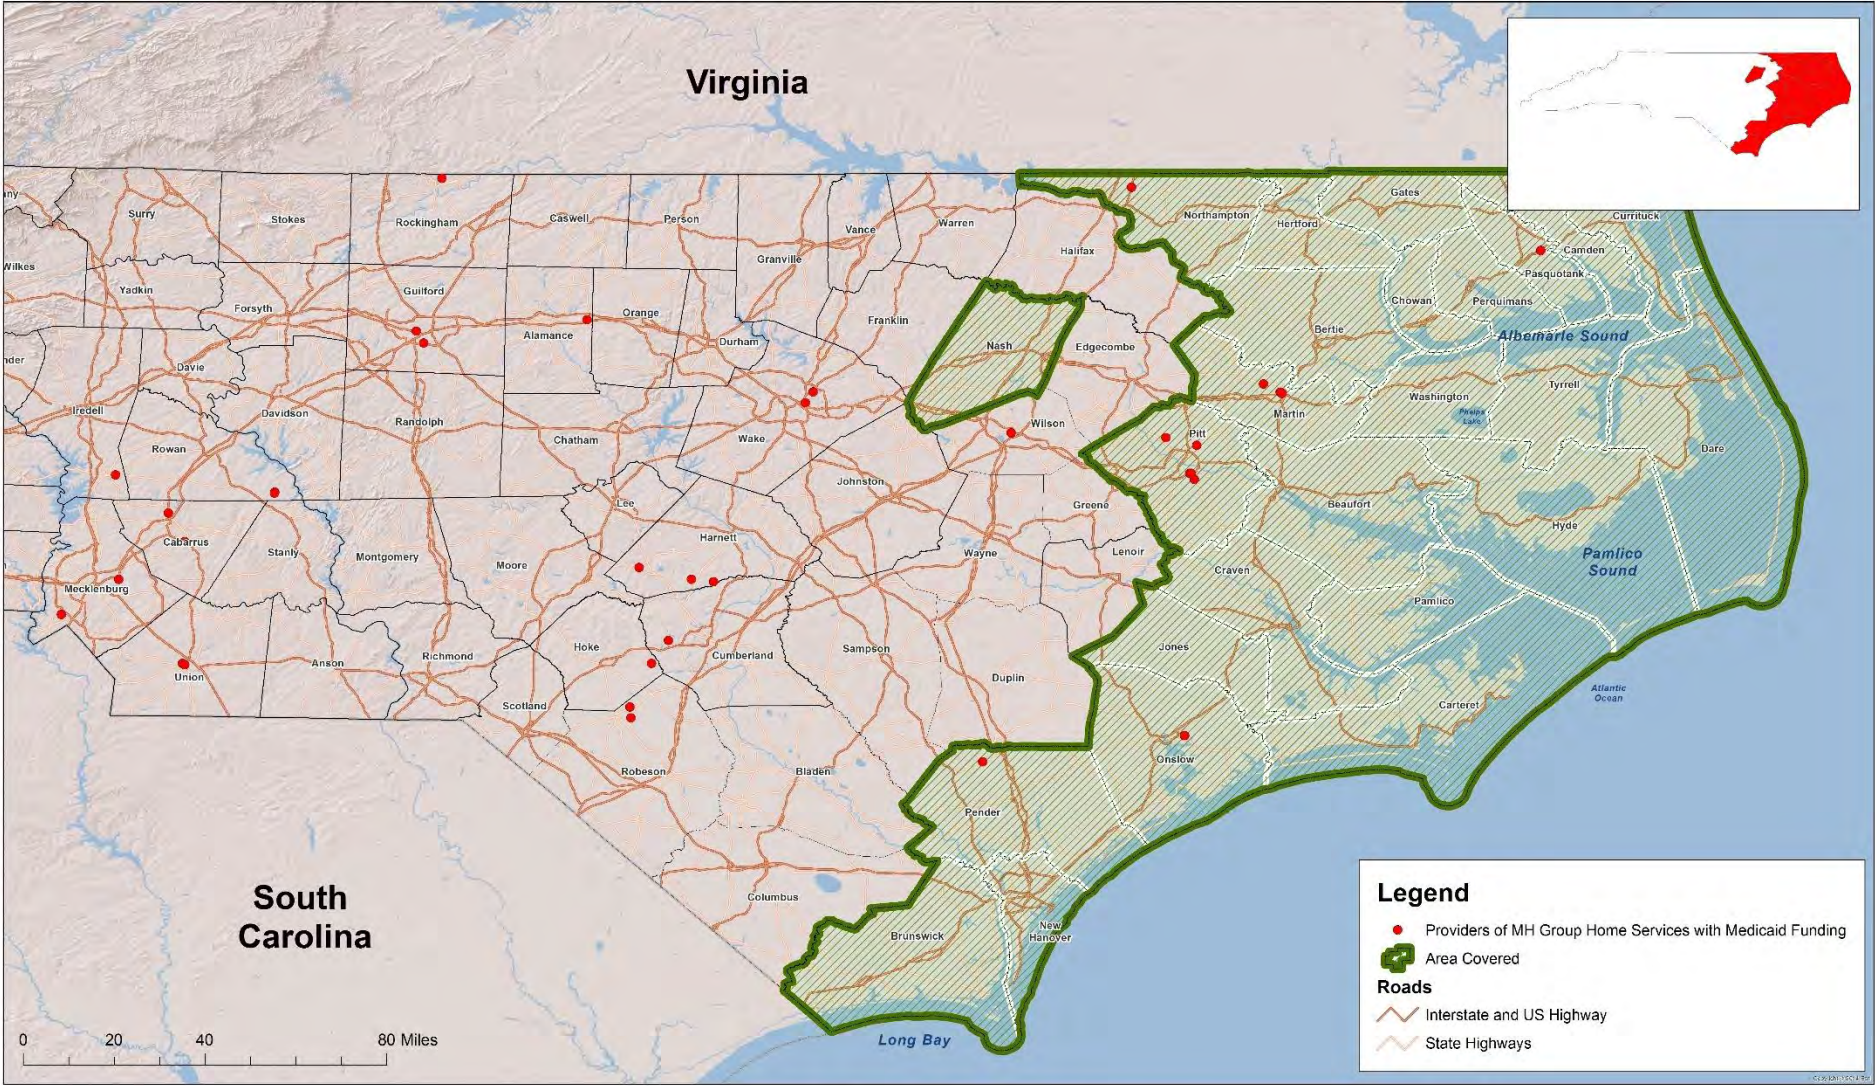 Virginia
any
Surry
Stokes
Rockingham
Caswell
Person
Vance
Warren
Northampton
Hertford
Gates
Currituck
Wilkes
Yadkin
Forsyth
Guilford
Granville
Halifax
Camden
Pasquotank
Chowan
Perquimans
Alamance
Orange
Durham
Franklin
Nash
Edgecombe
Bertie
Albemarle Sound
nder
Davie
Iredell
Davidson
Randolph
Chatham
Wake
Wilson
Pitt
Martin
Washington
Tyrrell
Phelps
Lake
Dare
Rowan
Johnston
Lee
Greene
Beaufort
Hyde
Cabarrus
Stanly
Montgomery
Moore
Harnett
Wayne
Lenoir
Craven
Pamlico
Sound
Mecklenburg
Pamlico
Union
Anson
Richmond
Hoke
Cumberland
Sampson
Duplin
Jones
Scotland
Carteret
Atlantic
Ocean
Robeson
Bladen
Onslow
Pender
Columbus
Brunswick
New
Hanover
South
Carolina
Long Bay
0 20 40 80 Miles
Legend
Providers of MH Group Home Services with Medicaid Funding
Area Covered
Roads
Interstate and US Highway
State Highways